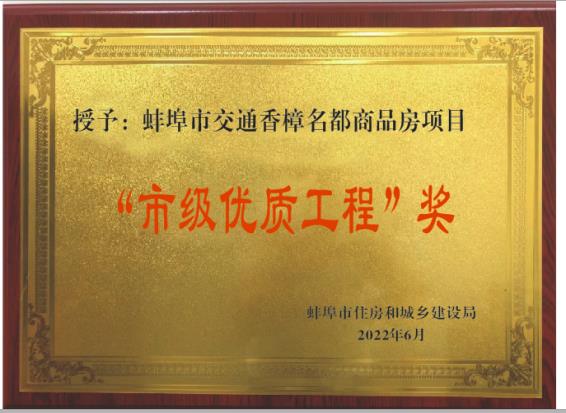 授予：蚌埠市交通香樟名都商品房项目
“市级优质工程”奖
蚌埠市住房和城乡建设局
2022年6月